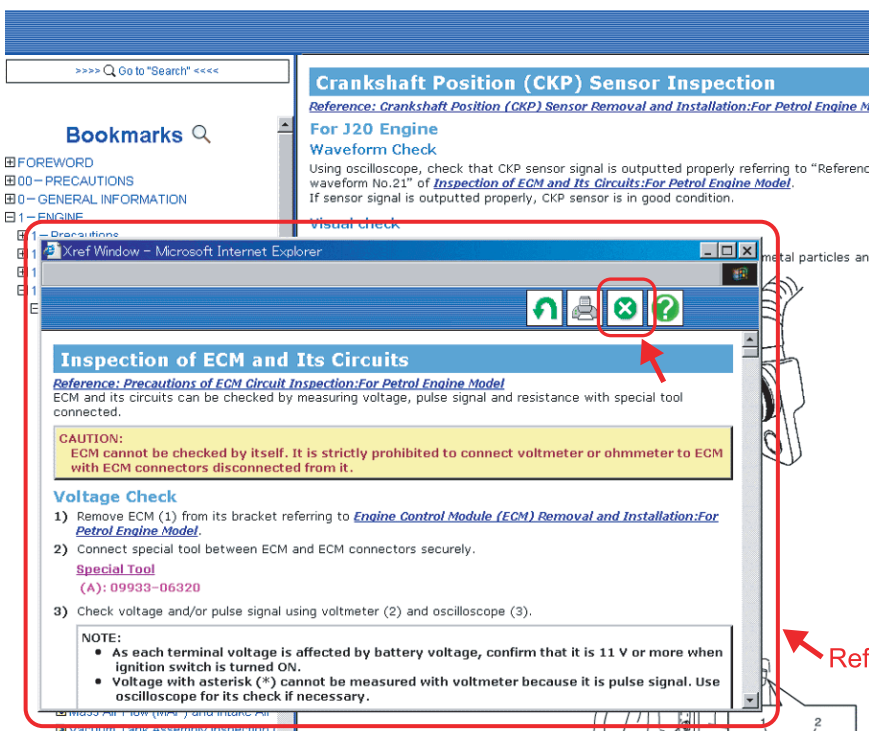 >>>> Go to "Search" <<<<
Bookmarks
FOREWORD
00-PRECAUTIONS
0-GENERAL INFORMATION
1-ENGINE
1-Precautions
1
1
1
Crankshaft Position (CKP) Sensor Inspection
Reference: Crankshaft Position (CKP) Sensor Removal and Installation:For Petrol Engine M
For J20 Engine
Waveform Check
Using oscilloscope, check that CKP sensor signal is outputted properly referring to "Referenc
waveform No.21" of Inspection of ECM and Its Circuits:For Petrol Engine Model.
If sensor signal is outputted properly, CKP sensor is in good condition.
Visual check
metal particles an
Xref Window - Microsoft Internet Explorer
Inspection of ECM and Its Circuits
Reference: Precautions of ECM Circuit Inspection:For Petrol Engine Model
ECM and its circuits can be checked by measuring voltage, pulse signal and resistance with special tool
connected.
CAUTION:
ECM cannot be checked by itself. It is strictly prohibited to connect voltmeter or ohmmeter to ECM
with ECM connectors disconnected from it.
Voltage Check
1) Remove ECM (1) from its bracket referring to Engine Control Module (ECM) Removal and Installation:For
Petrol Engine Model.
2) Connect special tool between ECM and ECM connectors securely.
Special Tool
(A): 09933-06320
3) Check voltage and/or pulse signal using voltmeter (2) and oscilloscope (3).
NOTE:
• As each terminal voltage is affected by battery voltage, confirm that it is 11 V or more when
ignition switch is turned ON.
• Voltage with asterisk (*) cannot be measured with voltmeter because it is pulse signal. Use
oscilloscope for its check if necessary.
Ref
1 2